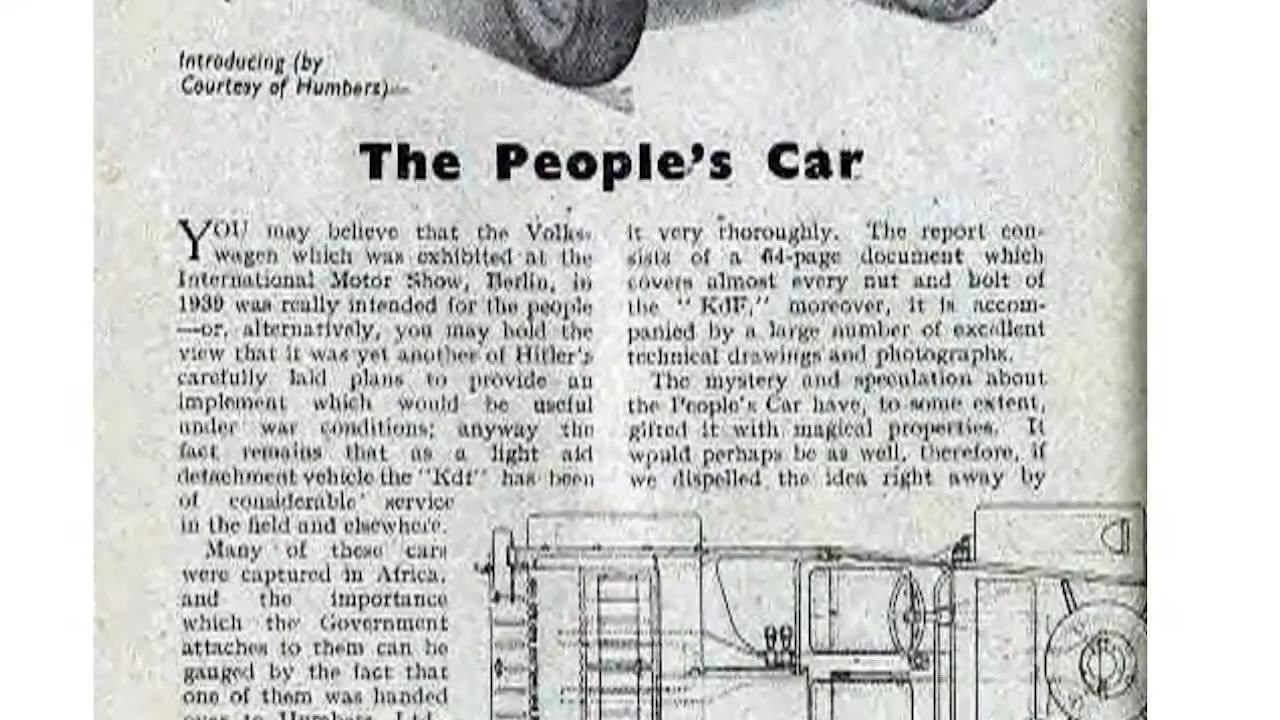 Introducing (by
Courtesy of Humbers)—
The People's Car
YOU may believe that the Volks-
wagen which was exhibited at the
International Motor Show, Berlin, in
1939 was really intended for the people
—or, alternatively, you may hold the
view that it was yet another of Hitler's
carefully laid plans to provide an
implement which would be useful
under war conditions; anyway the
fact remains that as a light aid
detachment vehicle the "Kdf" has been
of considerable service
in the field and elsewhere.
Many of these cars
were captured in Africa,
and the importance
which the Government
attaches to them can be
gauged by the fact that
one of them was handed
over to Humbers, Ltd.,
it very thoroughly. The report con-
sists of a 64-page document which
covers almost every nut and bolt of
the "KdF," moreover, it is accom-
panied by a large number of excellent
technical drawings and photographs.
The mystery and speculation about
the People's Car have, to some extent,
gifted it with magical properties. It
would perhaps be as well, therefore, if
we dispelled the idea right away by